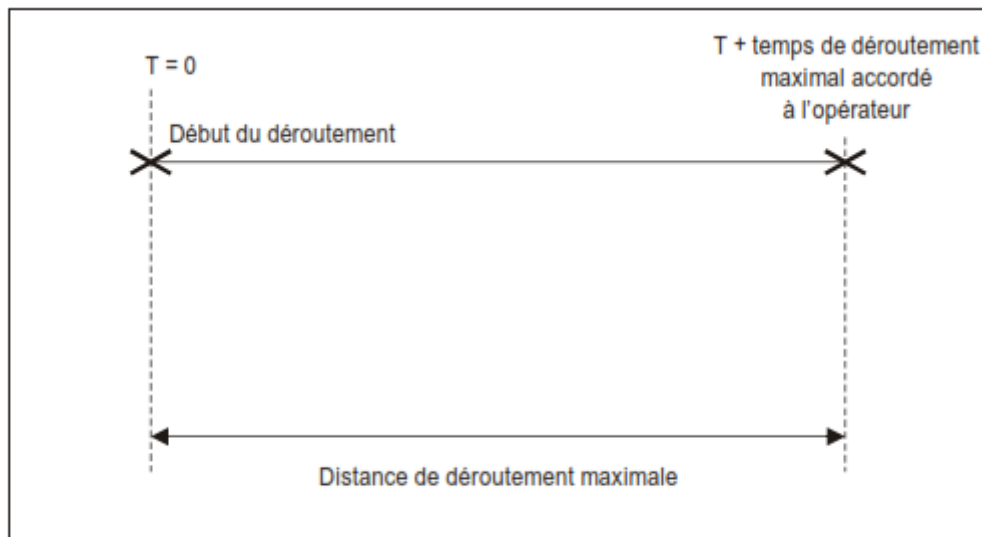 T = 0
T + temps de déroutement
maximal accordé
à l’opérateur
Début du déroutement
Distance de déroutement maximale